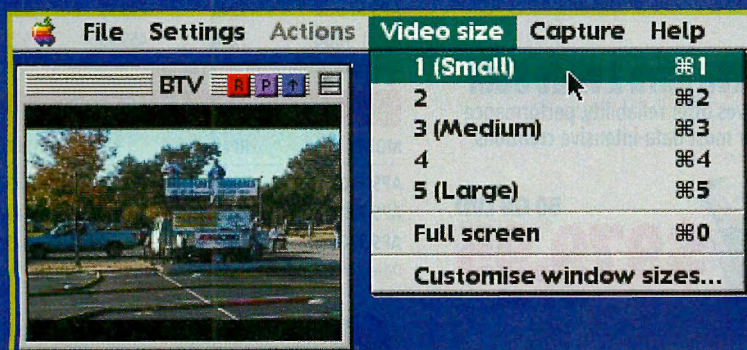 File Settings Actions Video size Capture Help
BTV R P ↑
1 (Small) ⌘1
2 ⌘2
3 (Medium) ⌘3
4 ⌘4
5 (Large) ⌘5
Full screen ⌘0
Customise window sizes...